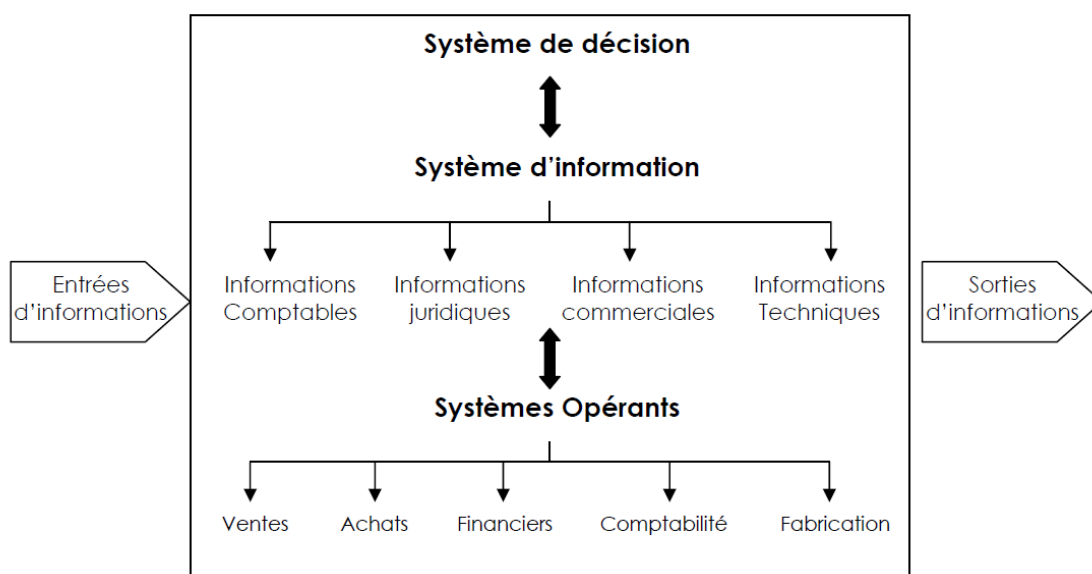 Système de décision
Système d'information
Entrées
d'informations
Informations
Comptables
Informations
juridiques
Informations
commerciales
Informations
Techniques
Sorties
d'informations
Systèmes Opérants
Ventes
Achats
Financiers
Comptabilité
Fabrication